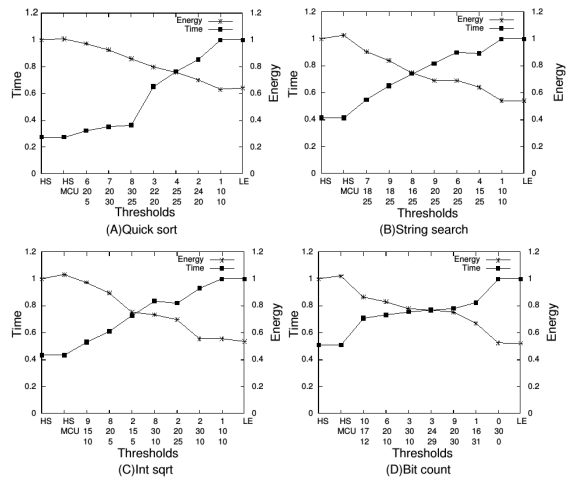 1.2
1
0.8
0.6
0.4
0.2
0
Time
Energy
Time
1.2
1
0.8
0.6
0.4
0.2
0
Energy
HS HS 6 7 8 3 4 2 1 LE
MCU 20 20 30 22 25 24 10
5 30 25 20 25 20 10
Thresholds
(A)Quick sort
1.2
1
0.8
0.6
0.4
0.2
0
Time
Energy
Time
1.2
1
0.8
0.6
0.4
0.2
0
Energy
HS HS 7 9 8 9 6 4 1 LE
MCU 18 18 16 20 20 15 10
25 25 25 25 25 25 10
Thresholds
(B)String search
1.2
1
0.8
0.6
0.4
0.2
0
Time
Energy
Time
1.2
1
0.8
0.6
0.4
0.2
0
Energy
HS HS 9 8 2 8 2 2 1 LE
MCU 15 20 15 30 20 30 10
10 5 5 10 25 10 10
Thresholds
(C)Int sqrt
1.2
1
0.8
0.6
0.4
0.2
0
Time
Energy
Time
1.2
1
0.8
0.6
0.4
0.2
0
Energy
HS HS 10 6 3 3 9 1 0 LE
MCU 17 20 30 24 20 16 30
12 10 10 29 30 31 0
Thresholds
(D)Bit count